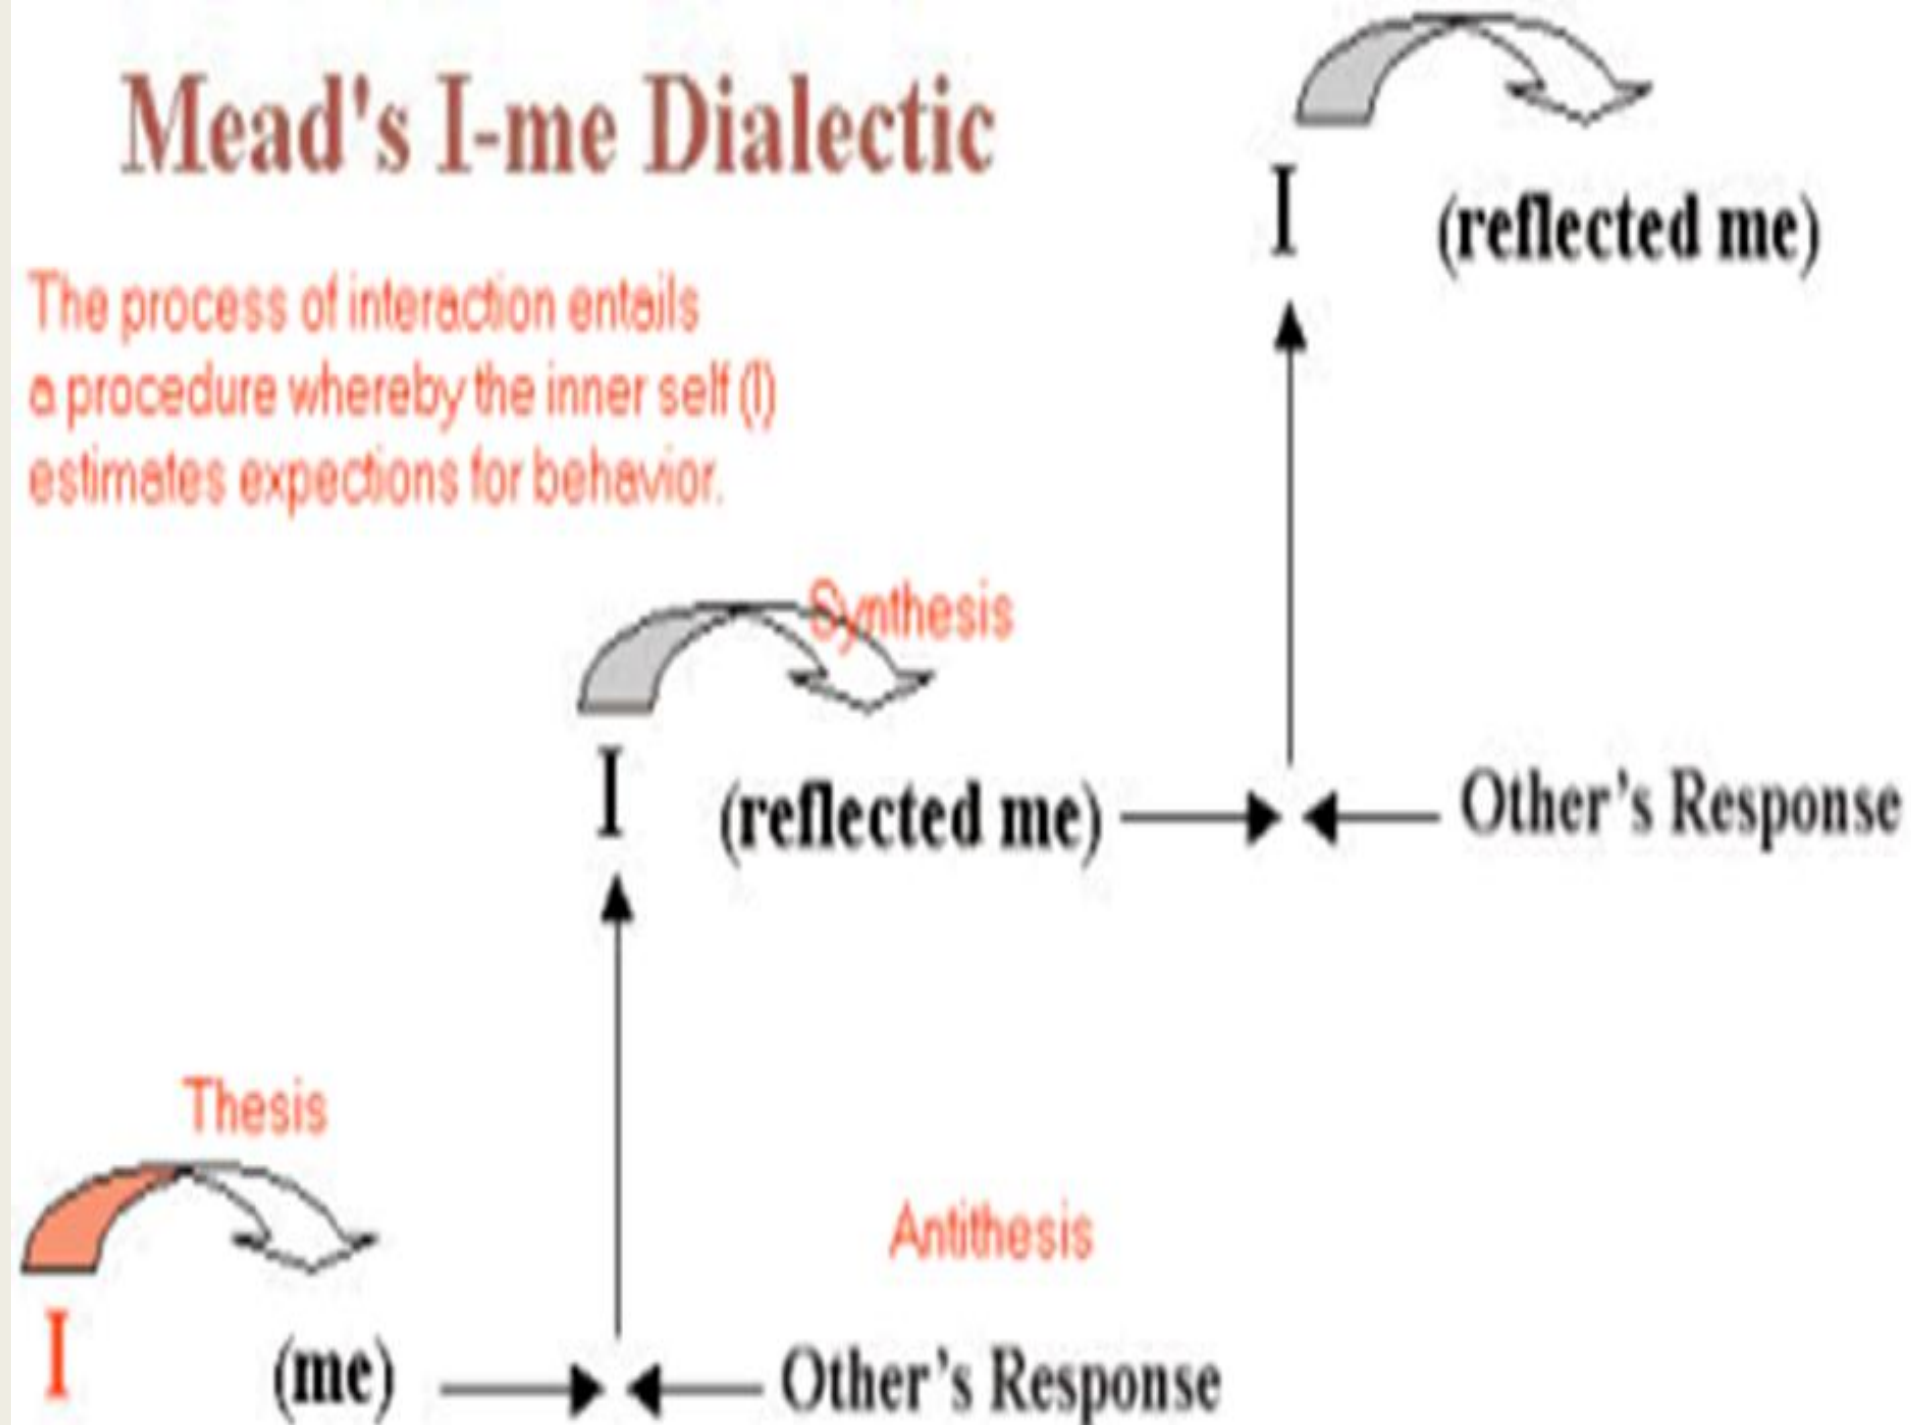 Mead's I-me Dialectic
The process of interaction entails
a procedure whereby the inner self (I)
estimates expections for behavior.
I (reflected me)
Synthesis
I (reflected me) Other’s Response
Thesis
Antithesis
I (me) Other’s Response